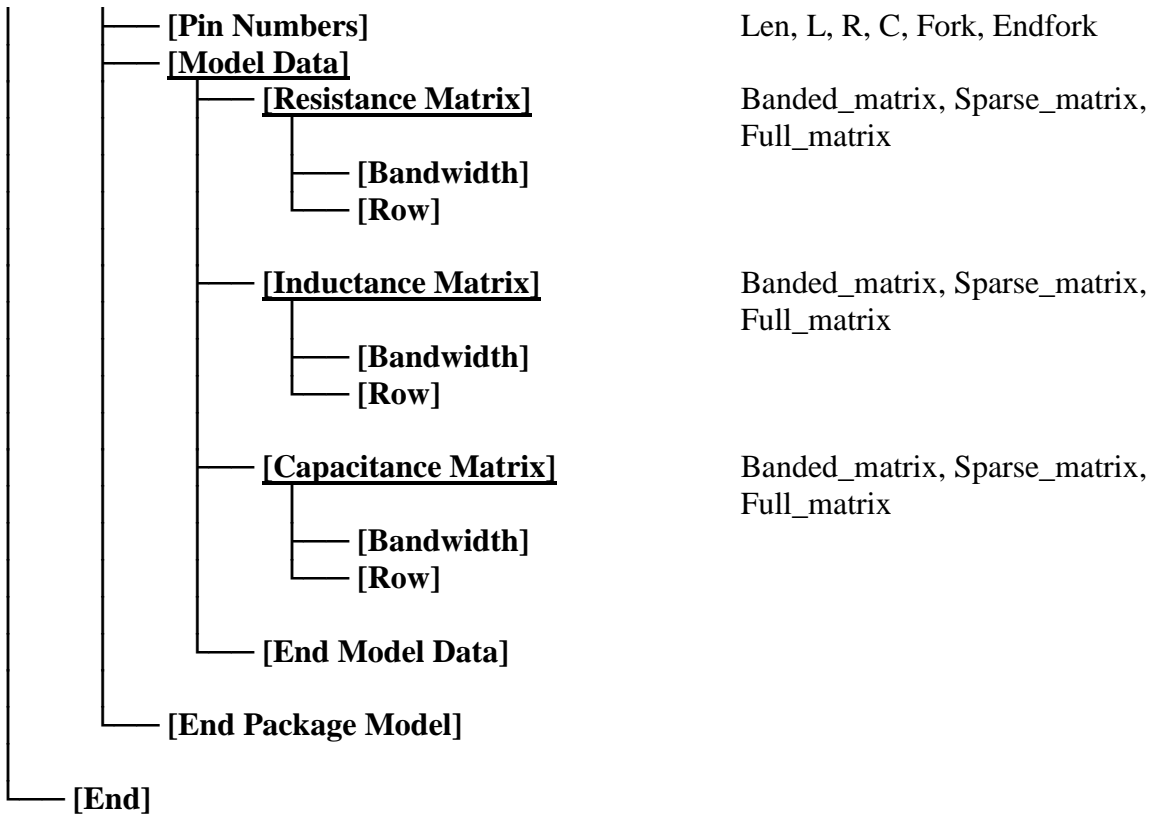 [Pin Numbers] Len, L, R, C, Fork, Endfork
[Model Data]
[Resistance Matrix] Banded_matrix, Sparse_matrix,
Full_matrix
[Bandwidth]
[Row]
[Inductance Matrix] Banded_matrix, Sparse_matrix,
Full_matrix
[Bandwidth]
[Row]
[Capacitance Matrix] Banded_matrix, Sparse_matrix,
Full_matrix
[Bandwidth]
[Row]
[End Model Data]
[End Package Model]
[End]